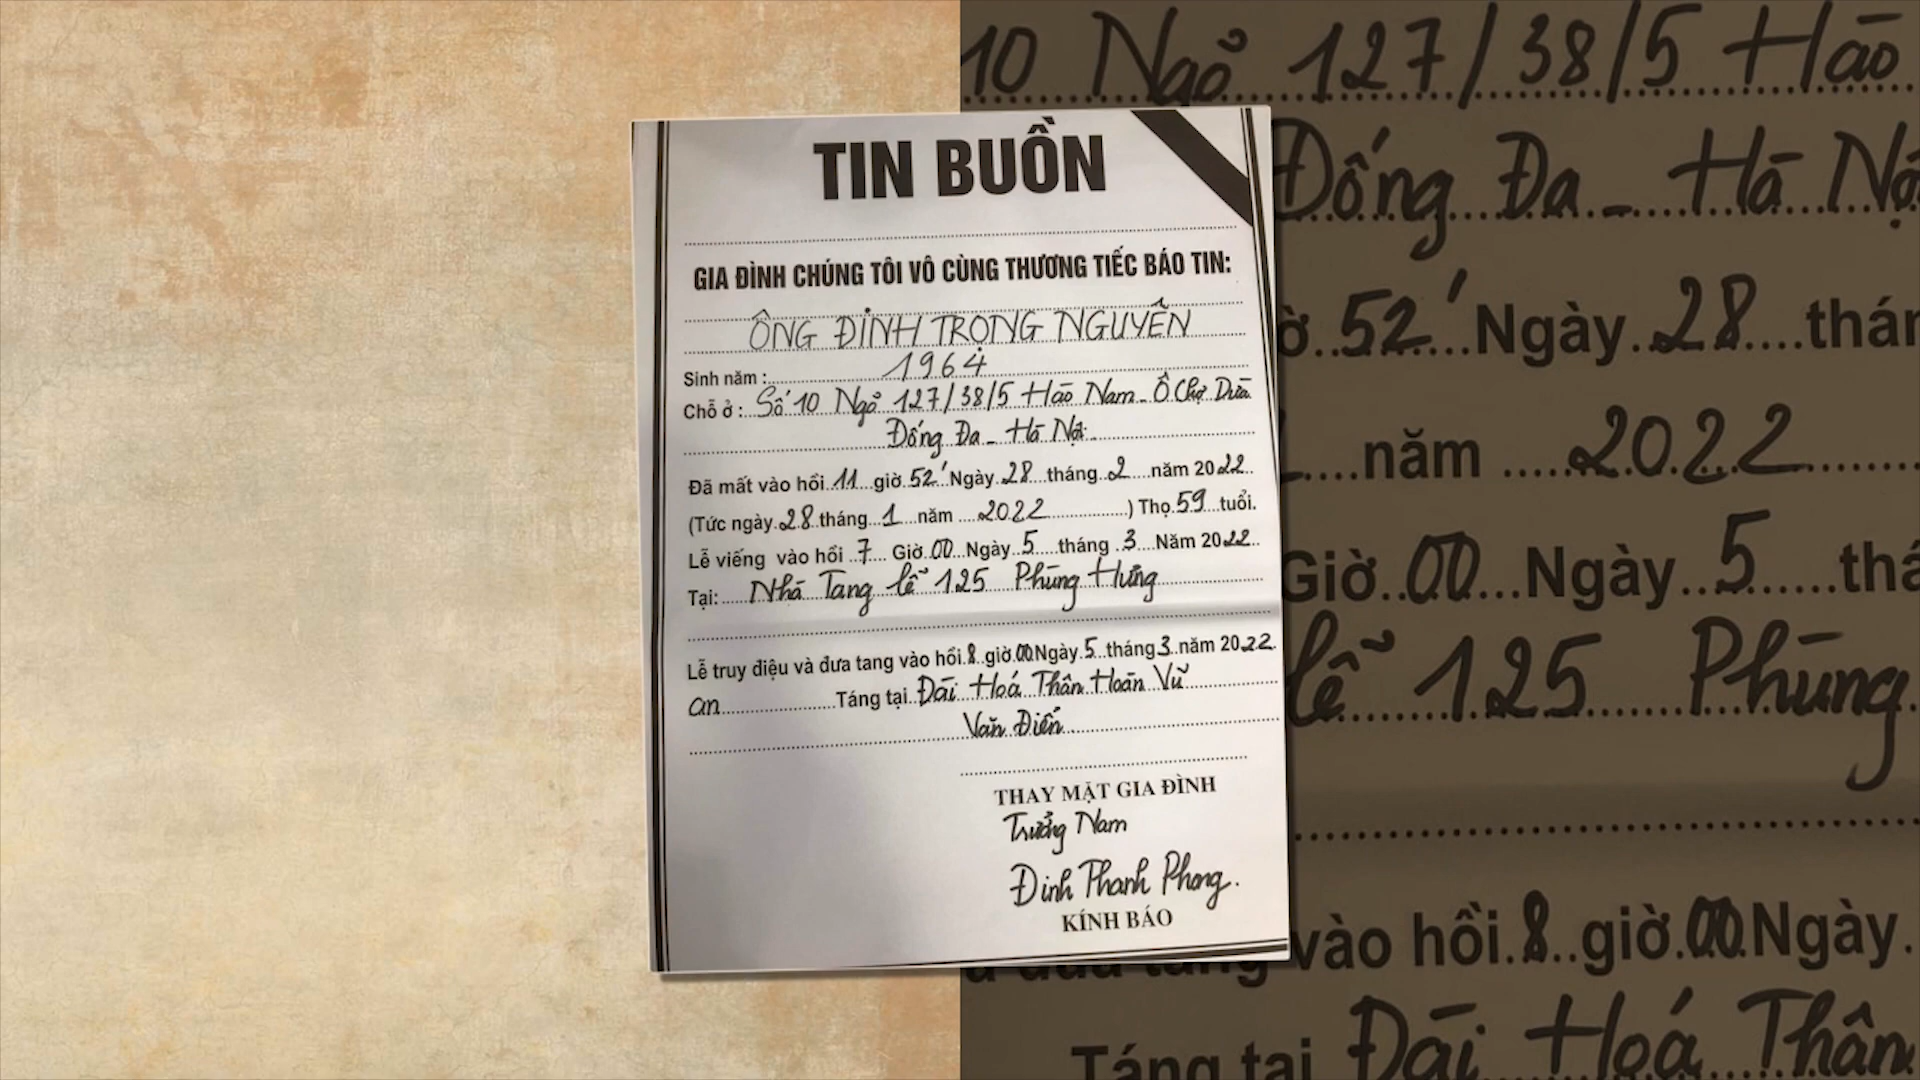 TIN BUỒN
GIA ĐÌNH CHÚNG TÔI VÔ CÙNG THƯƠNG TIẾC BÁO TIN:
ÔNG ĐINH TRỌNG NGUYÊN
Sinh năm : 1964
Chỗ ở : Số 10 Ngõ 127/38/5 Hào Nam - Ô Chợ Dừa
Đống Đa - Hà Nội
Đã mất vào hồi 11 giờ 52' Ngày 28 tháng 2 năm 2022
(Tức ngày 28 tháng 1 năm 2022 ) Thọ 59 tuổi.
Lễ viếng vào hồi 7 Giờ 00 Ngày 5 tháng 3 Năm 2022
Tại: Nhà Tang lễ 125 Phùng Hưng
Lễ truy điệu và đưa tang vào hồi 8 giờ 00 Ngày 5 tháng 3 năm 2022
An Táng tại Đài Hoá Thân Hoàn Vũ
Văn Điển
THAY MẶT GIA ĐÌNH
Trưởng Nam
Đinh Thanh Phong.
KÍNH BÁO
10 Ngõ 127/38/5 Hào
Đống Đa - Hà Nội
52' Ngày 28 thán
năm 2022
Giờ 00 Ngày 5 thá
lễ 125 Phùng
vào hồi 8 giờ 00 Ngày
Táng tại Đài Hoá Thân